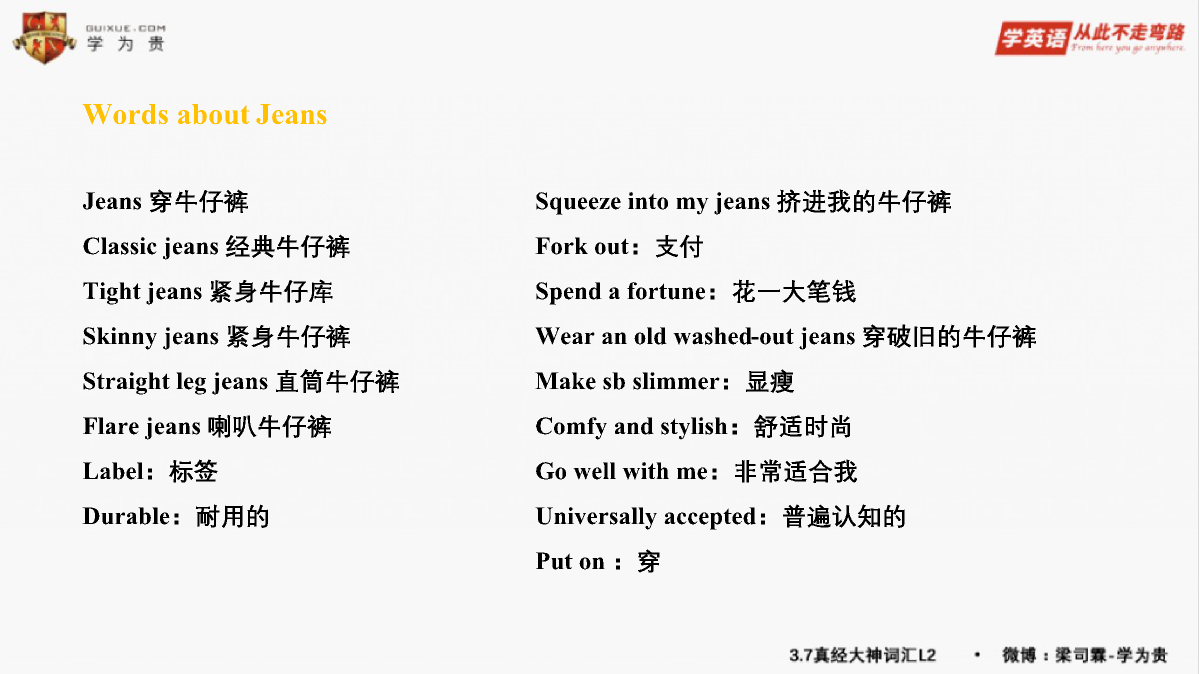 GUIXUE.COM
学为贵
学英语 从此不走弯路
From here you go anywhere.
Words about Jeans
Jeans 穿牛仔裤
Classic jeans 经典牛仔裤
Tight jeans 紧身牛仔库
Skinny jeans 紧身牛仔裤
Straight leg jeans 直筒牛仔裤
Flare jeans 喇叭牛仔裤
Label：标签
Durable：耐用的
Squeeze into my jeans 挤进我的牛仔裤
Fork out：支付
Spend a fortune：花一大笔钱
Wear an old washed-out jeans 穿破旧的牛仔裤
Make sb slimmer：显瘦
Comfy and stylish：舒适时尚
Go well with me：非常适合我
Universally accepted：普遍认知的
Put on ：穿
3.7真经大神词汇L2 • 微博：梁司霖-学为贵